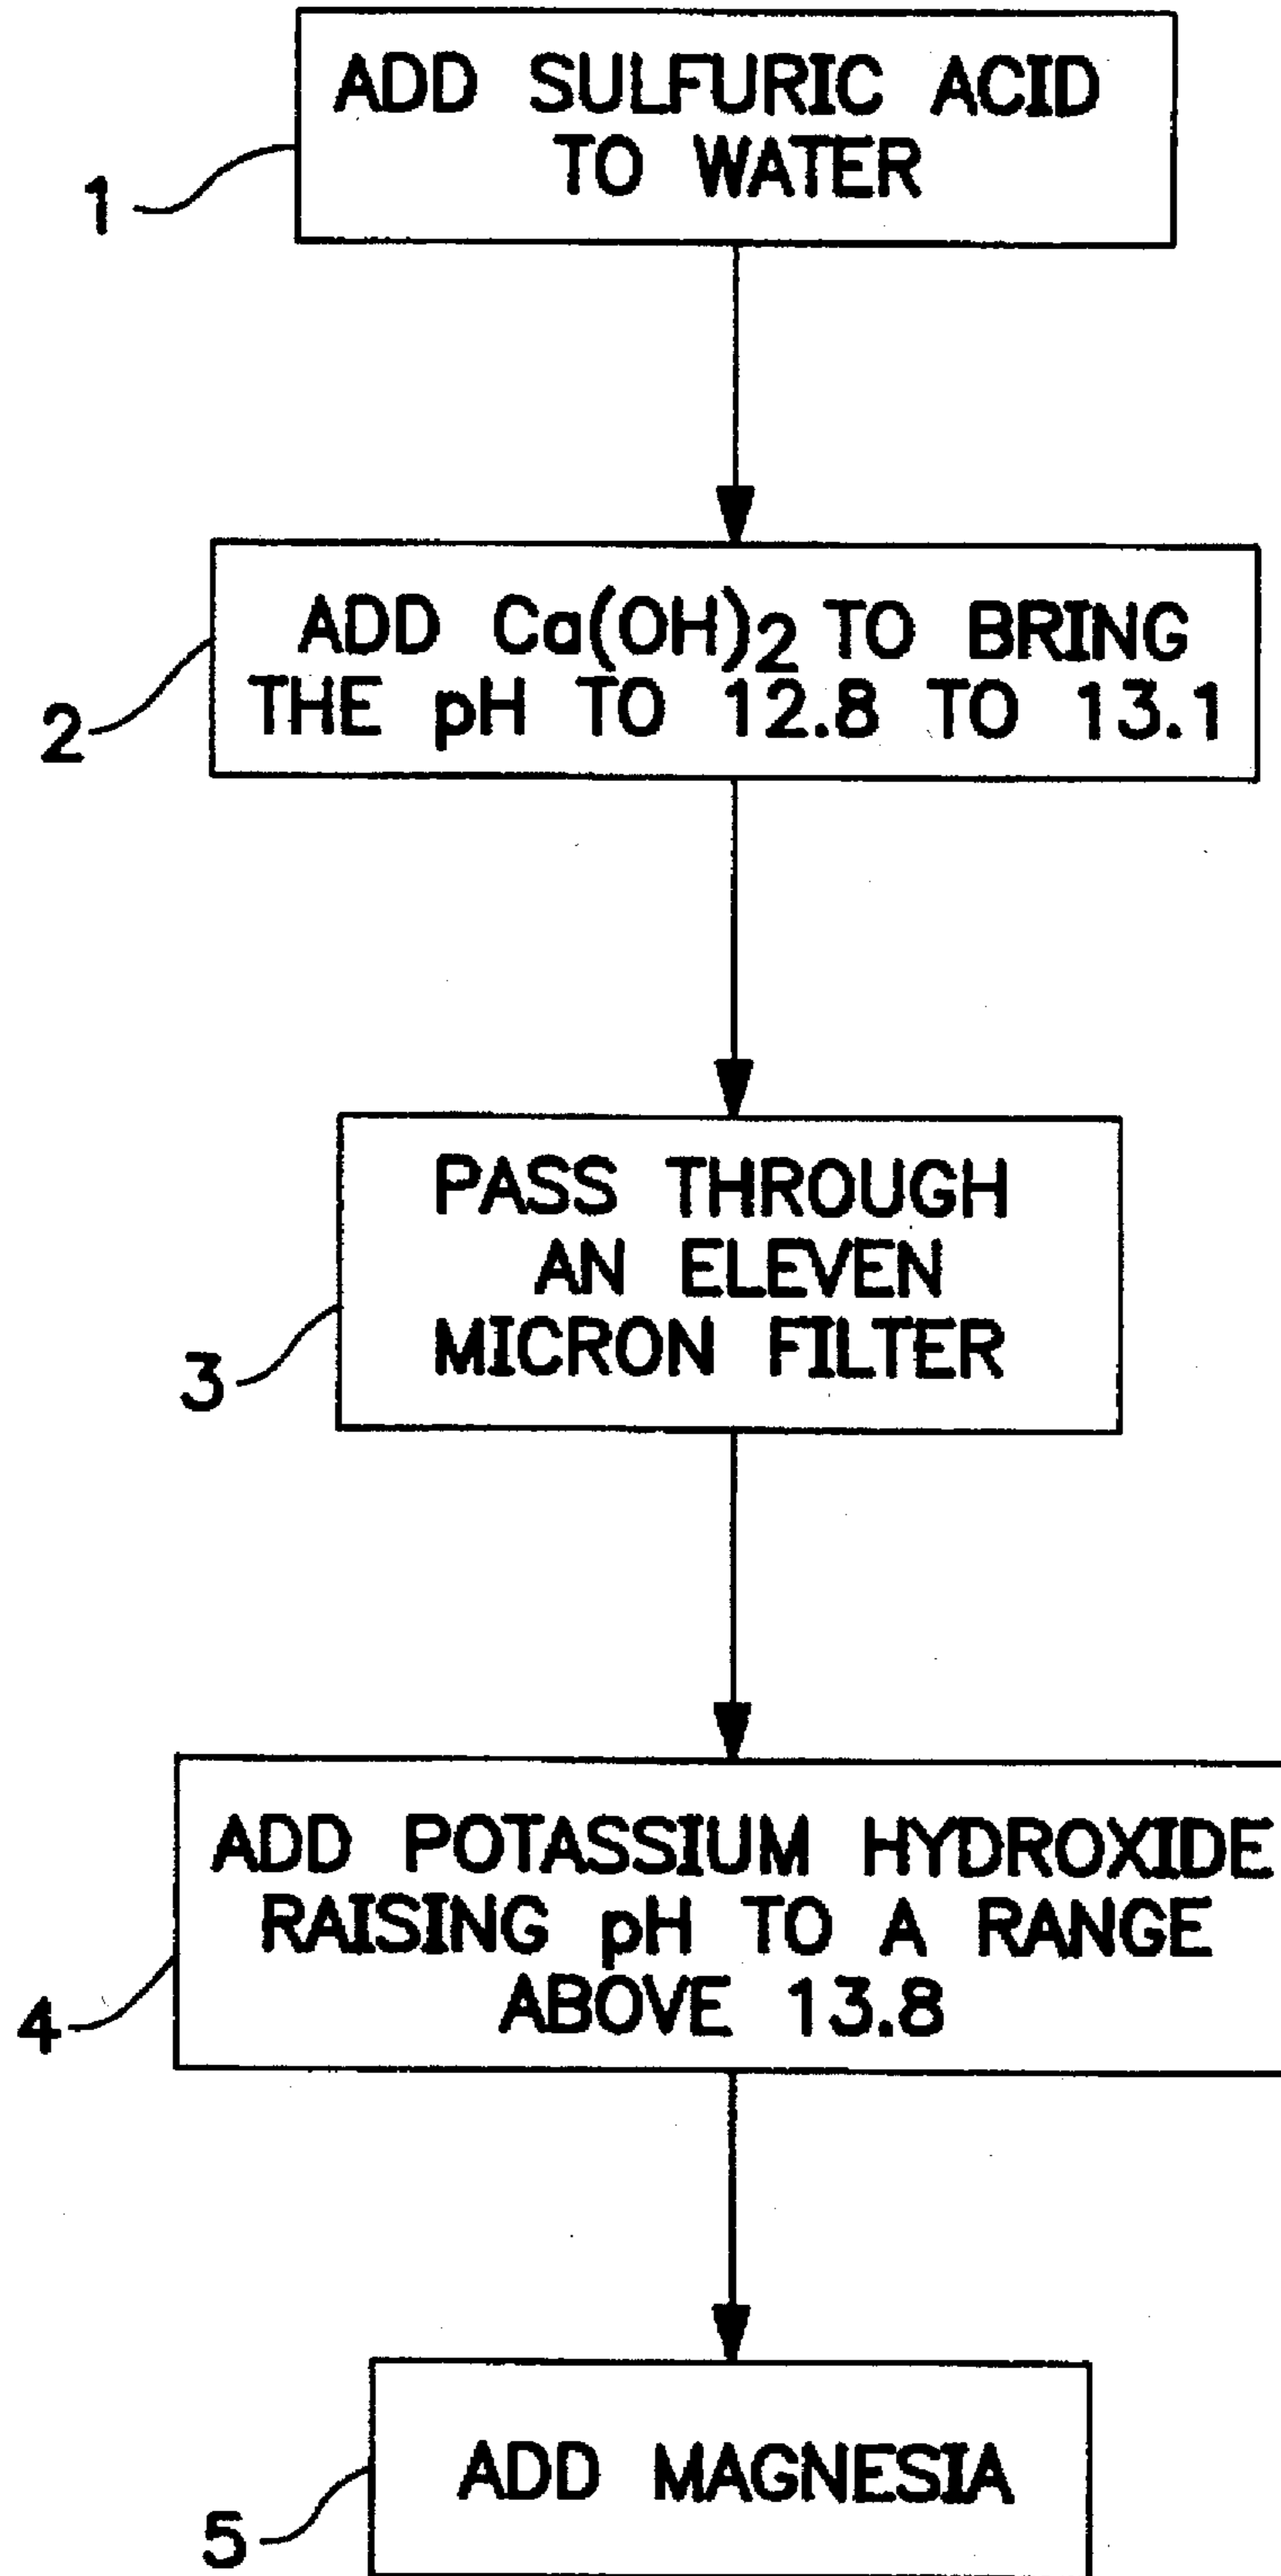 ADD SULFURIC ACID
TO WATER
1
ADD Ca(OH)2 TO BRING
THE pH TO 12.8 TO 13.1
2
PASS THROUGH
AN ELEVEN
MICRON FILTER
3
ADD POTASSIUM HYDROXIDE
RAISING pH TO A RANGE
ABOVE 13.8
4
ADD MAGNESIA
5